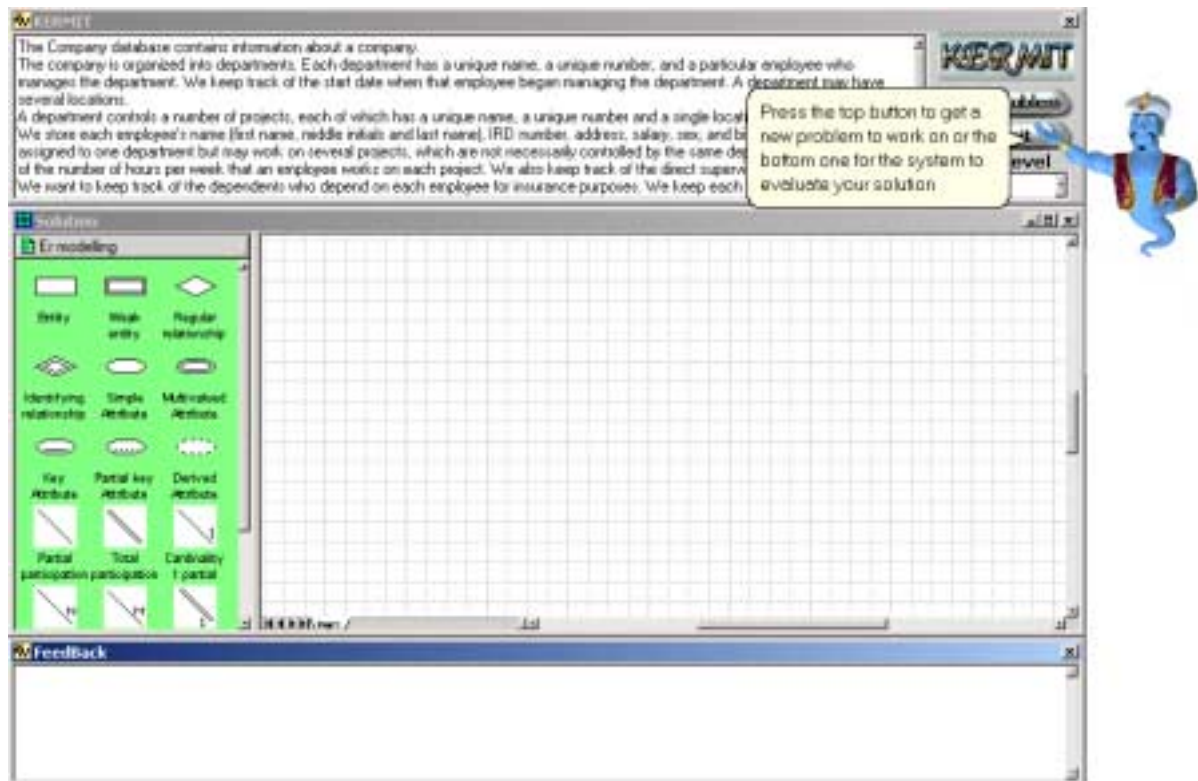 KERMIT
The Company database contains information about a company.
The company is organized into departments. Each department has a unique name, a unique number, and a particular employee who
manages the department. We keep track of the start date when that employee began managing the department. A department may have
several locations.
A department controls a number of projects, each of which has a unique name, a unique number and a single
We store each employee's name (first name, middle initials and last name), IRD number, address, salary, sex, and
assigned to one department but may work on several projects, which are not necessarily controlled by the same
of the number of hours per week that an employee works on each project. We also keep track of the direct
We want to keep track of the dependents who depend on each employee for insurance purposes. We keep each
KERMIT
Press the top button to get a
new problem to work on or the
bottom one for the system to
evaluate your solution
Solution
Er modelling
Entity
Weak entity
Regular relationship
Identifying relationship
Simple Attribute
Multivalued Attribute
Key Attribute
Partial key Attribute
Derived Attribute
Partial participation
Total participation
Cardinality 1 partial
FeedBack